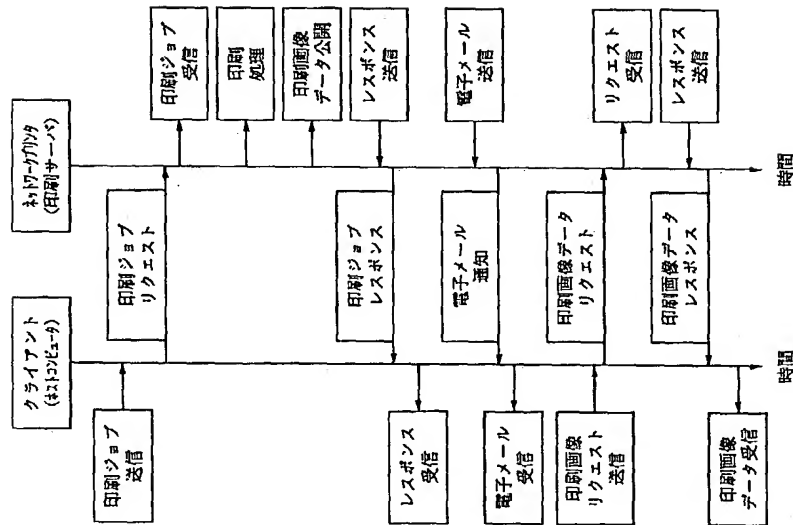 クライアント
(ホストコンピュータ)
ネットワークプリンタ
(印刷サーバ)
印刷ジョブ
送信
印刷ジョブ
リクエスト
印刷ジョブ
受信
印刷
処理
印刷画像
データ公開
レスポンス
送信
印刷ジョブ
レスポンス
レスポンス
受信
電子メール
送信
電子メール
通知
電子メール
受信
印刷画像
リクエスト
送信
印刷画像データ
リクエスト
リクエスト
受信
レスポンス
送信
印刷画像データ
レスポンス
印刷画像
データ受信
時間
時間